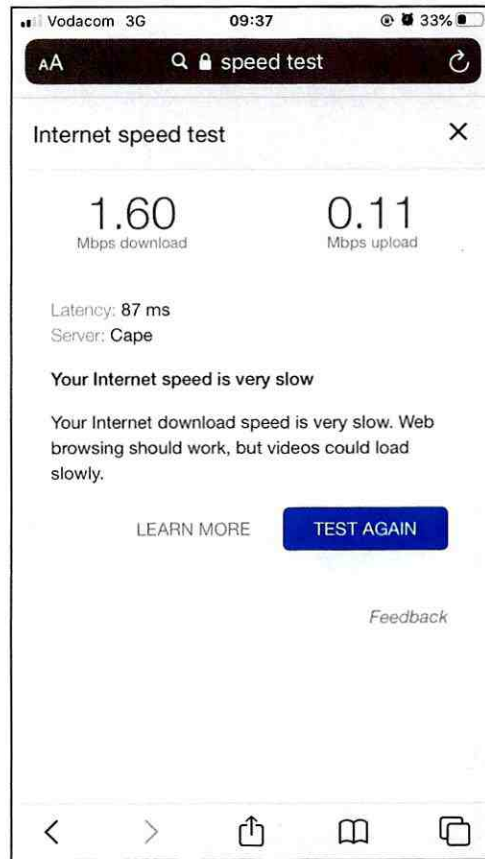 Vodacom 3G 09:37 33%
AA speed test
Internet speed test
1.60 0.11
Mbps download Mbps upload
Latency: 87 ms
Server: Cape
Your Internet speed is very slow
Your Internet download speed is very slow. Web
browsing should work, but videos could load
slowly.
LEARN MORE TEST AGAIN
Feedback